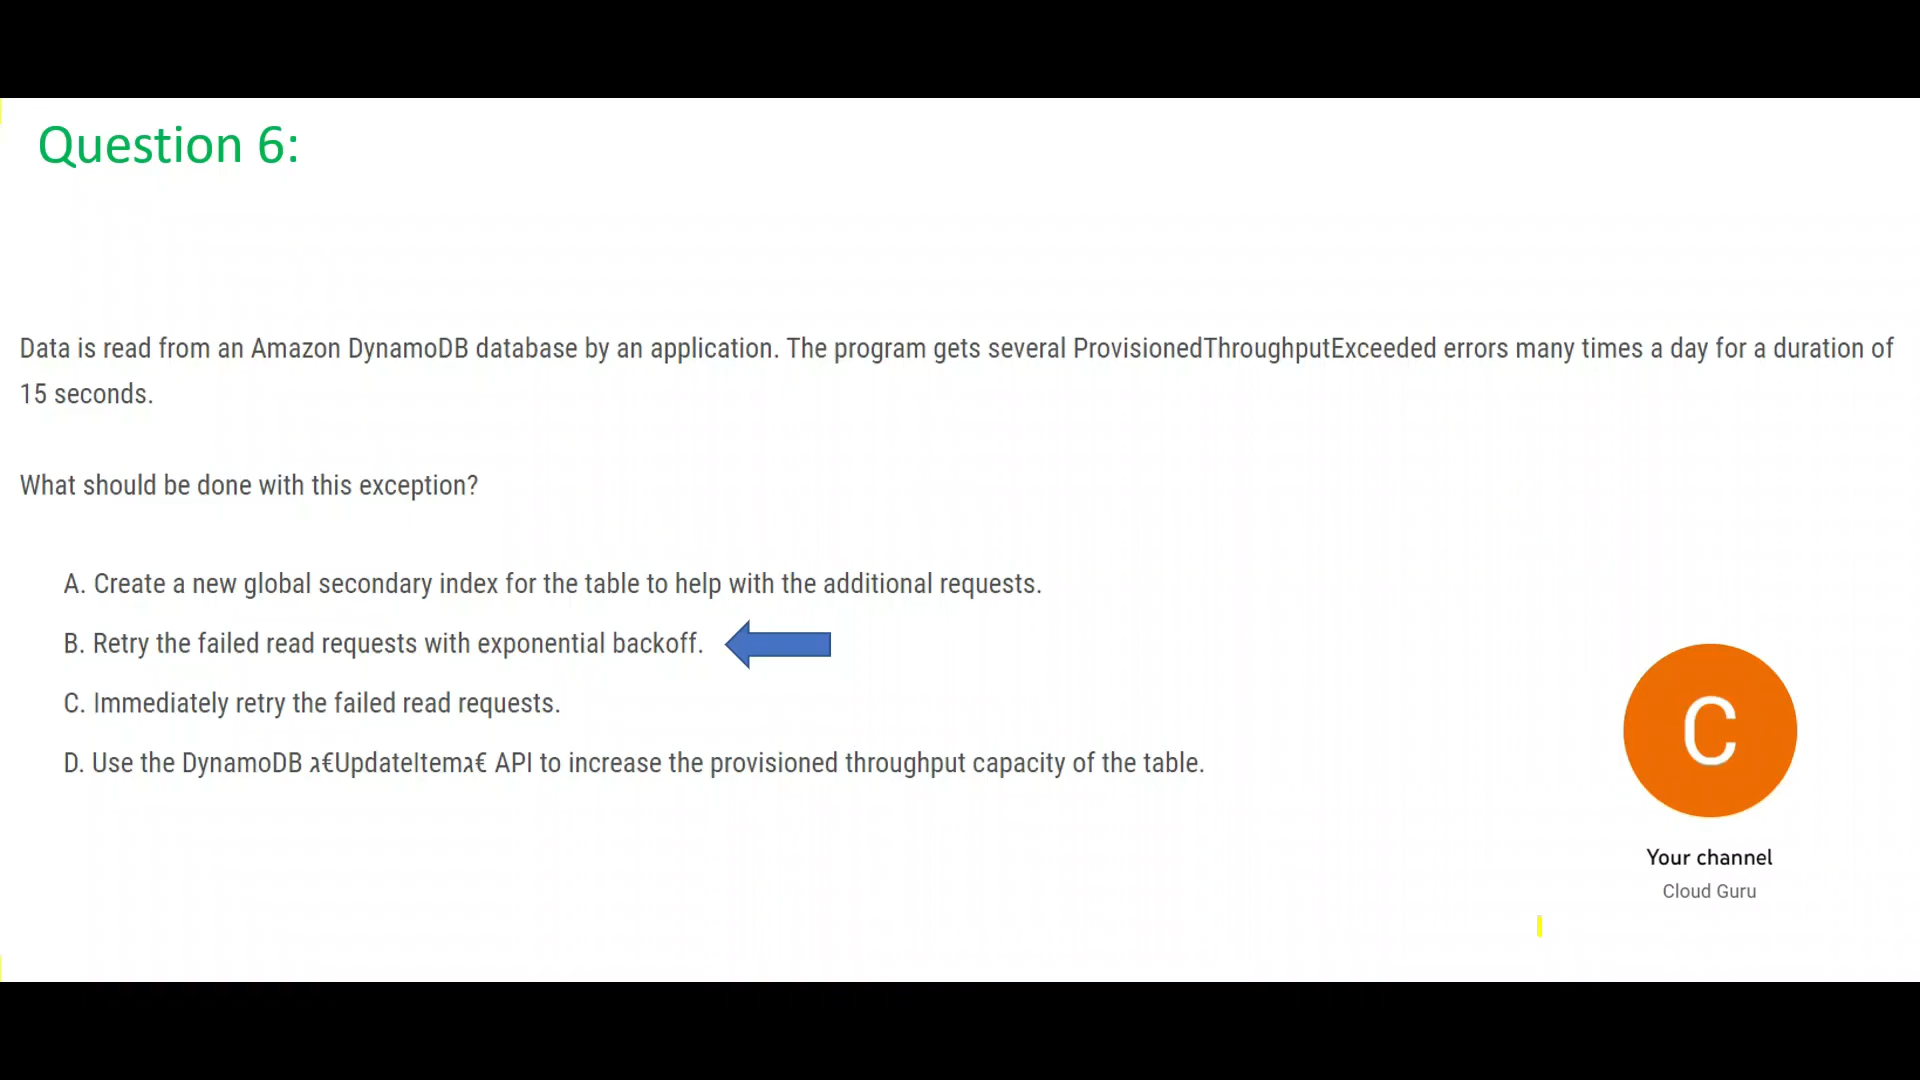 Question 6:
Data is read from an Amazon DynamoDB database by an application. The program gets several ProvisionedThroughputExceeded errors many times a day for a duration of
15 seconds.
What should be done with this exception?
A. Create a new global secondary index for the table to help with the additional requests.
B. Retry the failed read requests with exponential backoff.
C. Immediately retry the failed read requests.
D. Use the DynamoDB ג€UpdateItemג€ API to increase the provisioned throughput capacity of the table.
C
Your channel
Cloud Guru